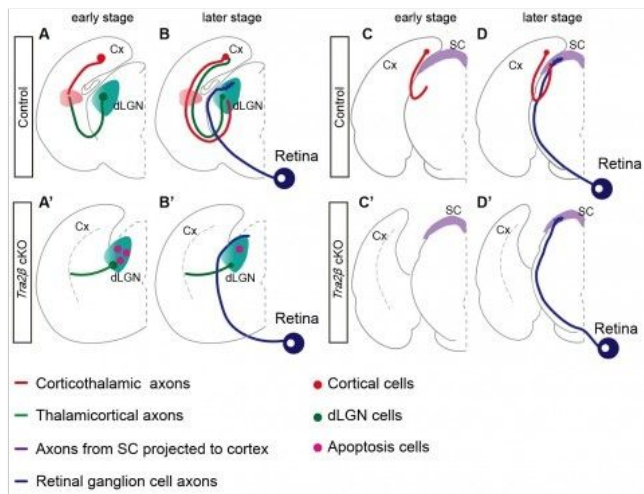 early stage
later stage
early stage
later stage
A
B
C
D
Cx
Cx
SC
SC
Cx
dLGN
dLGN
Control
Control
Retina
Retina
A'
B'
C'
D'
Cx
Cx
SC
SC
Cx
dLGN
dLGN
Tra2β cKO
Tra2β cKO
Retina
Retina
Corticothalamic axons
Cortical cells
Thalamicortical axons
dLGN cells
Axons from SC projected to cortex
Apoptosis cells
Retinal ganglion cell axons